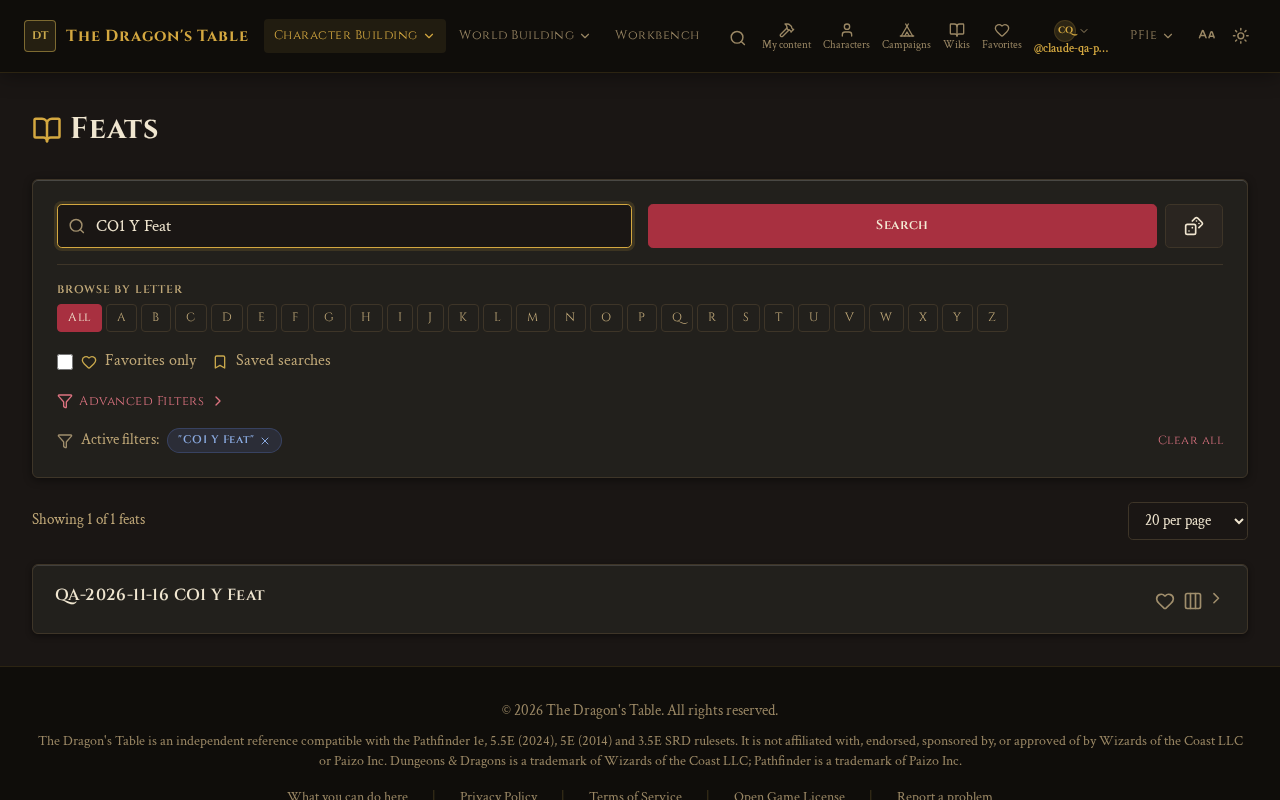 DT The Dragon's Table Character Building World Building Workbench My content Characters Campaigns Wikis Favorites CQ @claude-qa-p... PF1e AA
Feats
CO1 Y Feat Search
Browse by letter
All A B C D E F G H I J K L M N O P Q R S T U V W X Y Z
Favorites only Saved searches
Advanced Filters
Active filters: "CO1 Y Feat" × Clear all
Showing 1 of 1 feats 20 per page
QA-2026-11-16 CO1 Y Feat
© 2026 The Dragon's Table. All rights reserved.
The Dragon's Table is an independent reference compatible with the Pathfinder 1e, 5.5E (2024), 5E (2014) and 3.5E SRD rulesets. It is not affiliated with, endorsed, sponsored by, or approved of by Wizards of the Coast LLC
or Paizo Inc. Dungeons & Dragons is a trademark of Wizards of the Coast LLC; Pathfinder is a trademark of Paizo Inc.
What you can do here | Privacy Policy | Terms of Service | Open Game License | Report a problem